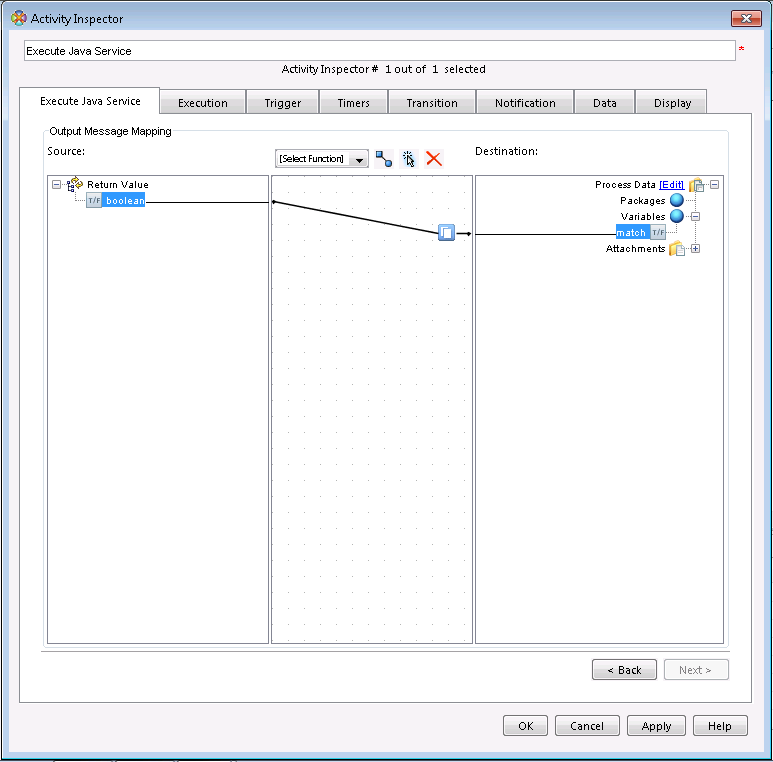 Activity Inspector
Execute Java Service
*
Activity Inspector # 1 out of 1 selected
Execute Java Service Execution Trigger Timers Transition Notification Data Display
Output Message Mapping
Source: [Select Function] Destination:
Return Value Process Data [Edit]
T/F boolean Packages
Variables
match T/F
Attachments
< Back Next >
OK Cancel Apply Help